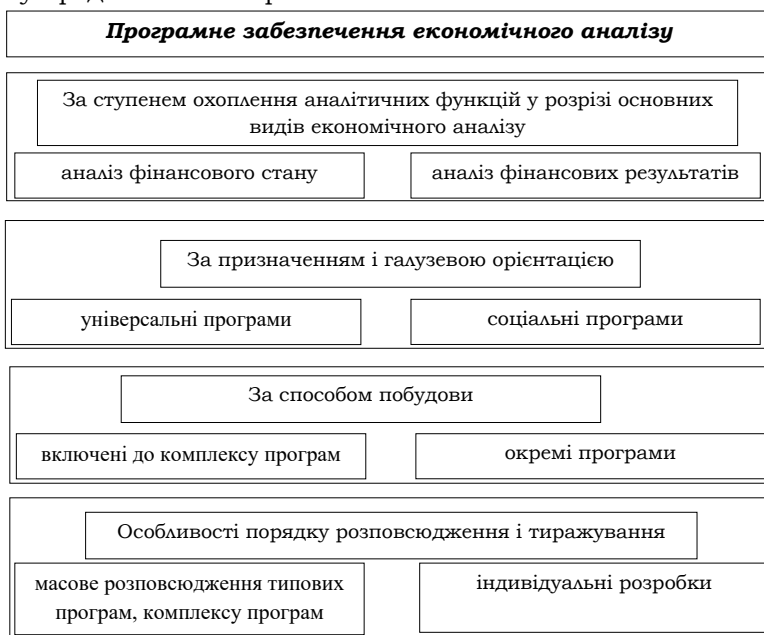 Програмне забезпечення економічного аналізу
За ступенем охоплення аналітичних функцій у розрізі основних
видів економічного аналізу
аналіз фінансового стану
аналіз фінансових результатів
За призначенням і галузевою орієнтацією
універсальні програми
соціальні програми
За способом побудови
включені до комплексу програм
окремі програми
Особливості порядку розповсюдження і тиражування
масове розповсюдження типових
програм, комплексу програм
індивідуальні розробки